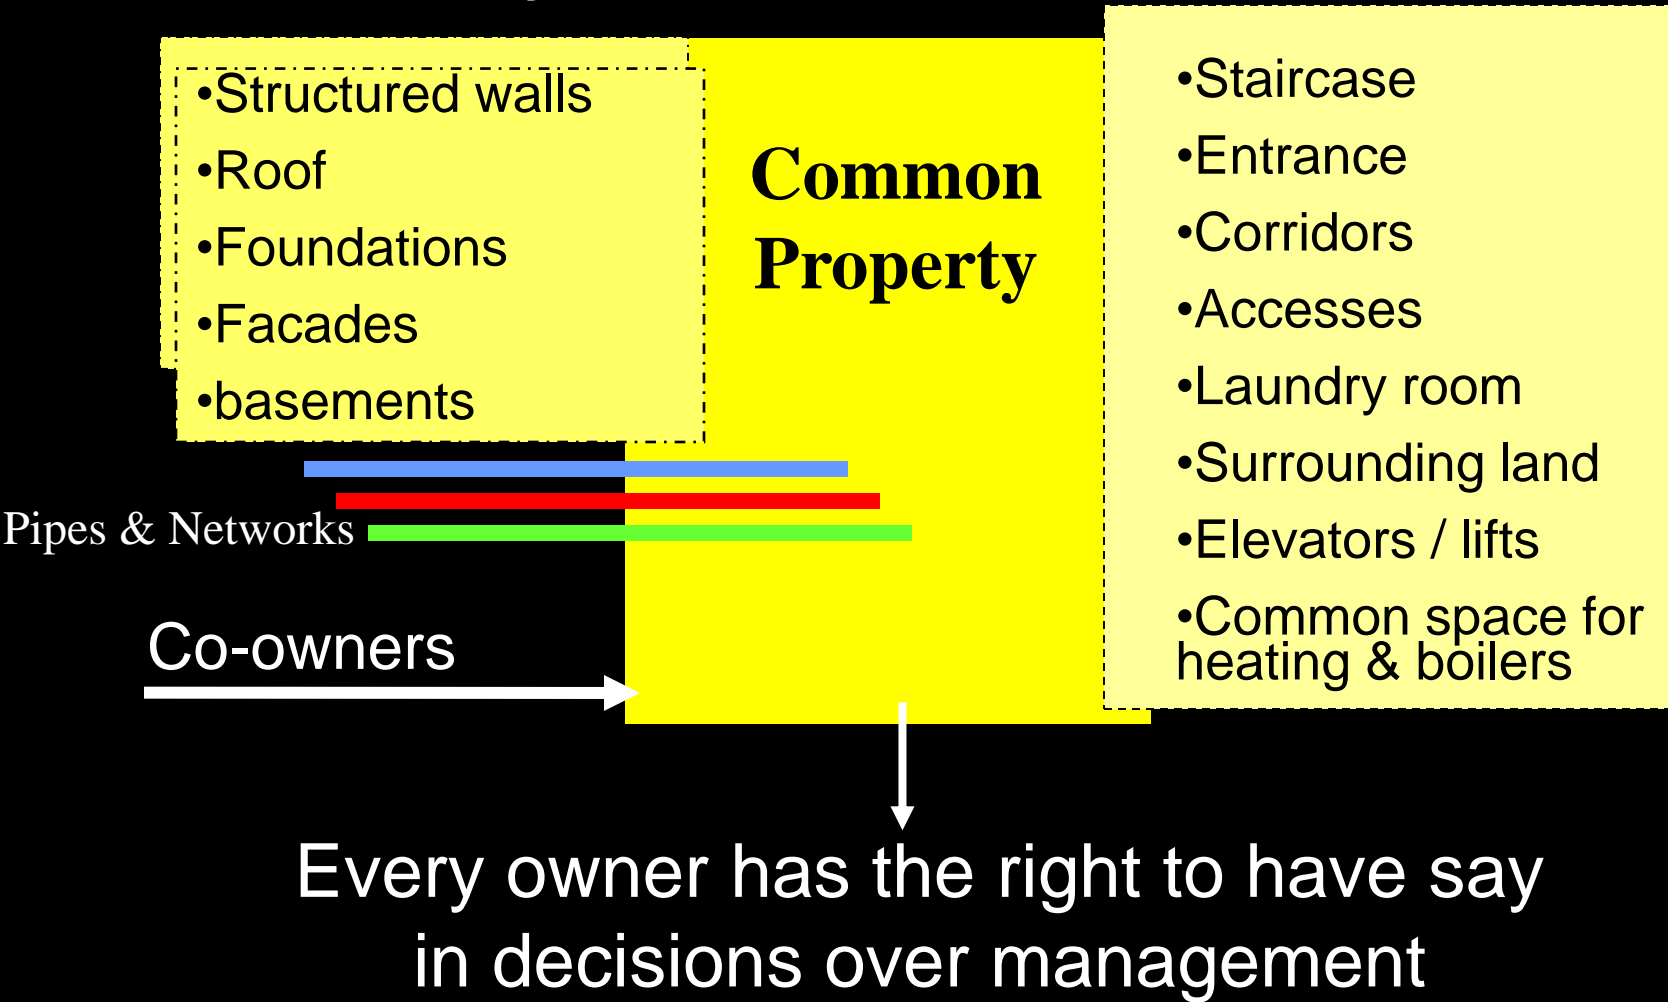 •Structured walls
•Roof
•Foundations
•Facades
•basements
Common
Property
•Staircase
•Entrance
•Corridors
•Accesses
•Laundry room
•Surrounding land
•Elevators / lifts
•Common space for
heating & boilers
Pipes & Networks
Co-owners
Every owner has the right to have say
in decisions over management